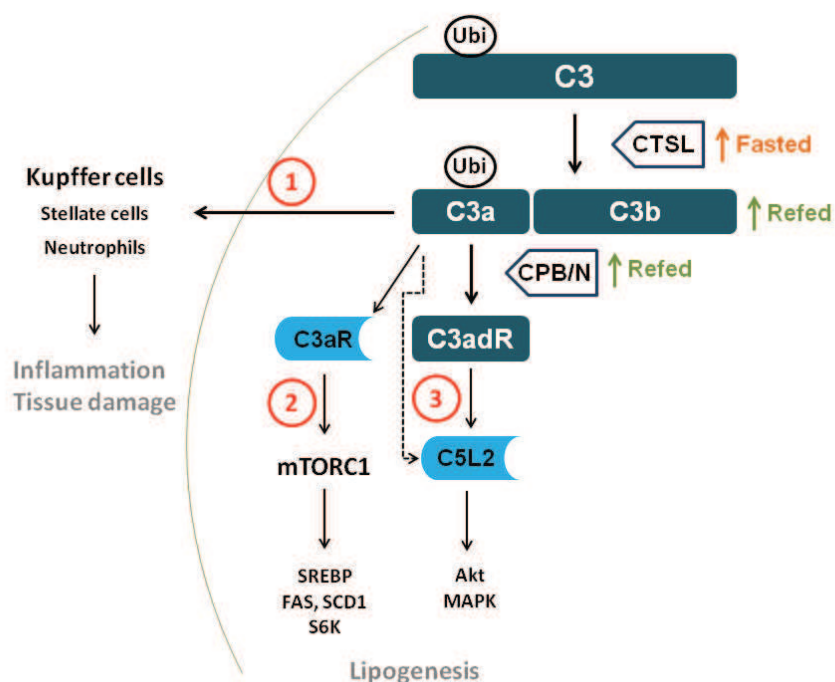 Ubi
C3
CTSL
Fasted
Ubi
C3a
C3b
Refed
1
Kupffer cells
Stellate cells
Neutrophils
CPB/N
Refed
C3aR
C3adR
Inflammation
Tissue damage
2
3
mTORC1
C5L2
SREBP
FAS, SCD1
S6K
Akt
MAPK
Lipogenesis